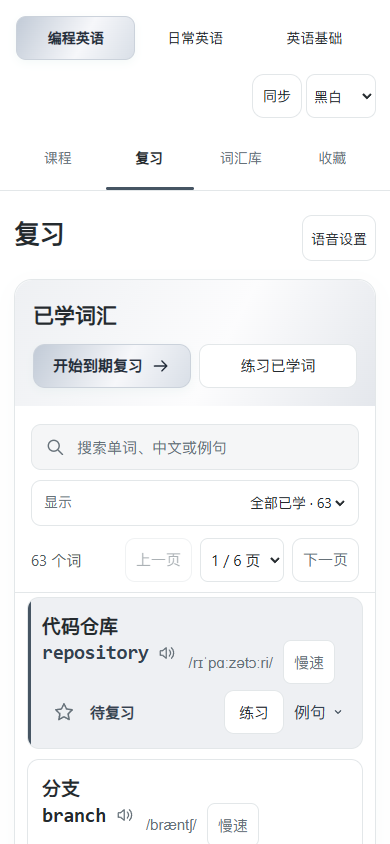 编程英语 日常英语 英语基础
同步 黑白
课程 复习 词汇库 收藏
复习 语音设置
已学词汇
开始到期复习 → 练习已学词
搜索单词、中文或例句
显示 全部已学 · 63
63 个词 上一页 1 / 6 页 下一页
代码仓库
repository /rɪˈpɑːzətɔːri/ 慢速
待复习 练习 例句
分支
branch /bræntʃ/ 慢速